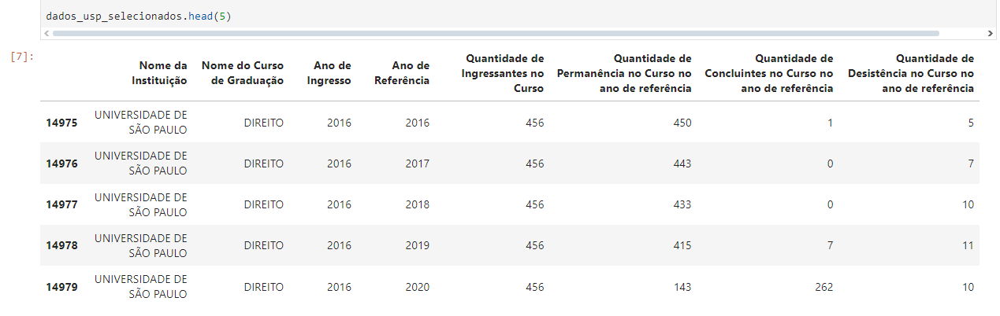 dados_usp_selecionados.head(5)
[7]:
Nome da Instituição Nome do Curso de Graduação Ano de Ingresso Ano de Referência Quantidade de Ingressantes no Curso Quantidade de Permanência no Curso no ano de referência Quantidade de Concluintes no Curso no ano de referência Quantidade de Desistência no Curso no ano de referência
14975 UNIVERSIDADE DE SÃO PAULO DIREITO 2016 2016 456 450 1 5
14976 UNIVERSIDADE DE SÃO PAULO DIREITO 2016 2017 456 443 0 7
14977 UNIVERSIDADE DE SÃO PAULO DIREITO 2016 2018 456 433 0 10
14978 UNIVERSIDADE DE SÃO PAULO DIREITO 2016 2019 456 415 7 11
14979 UNIVERSIDADE DE SÃO PAULO DIREITO 2016 2020 456 143 262 10